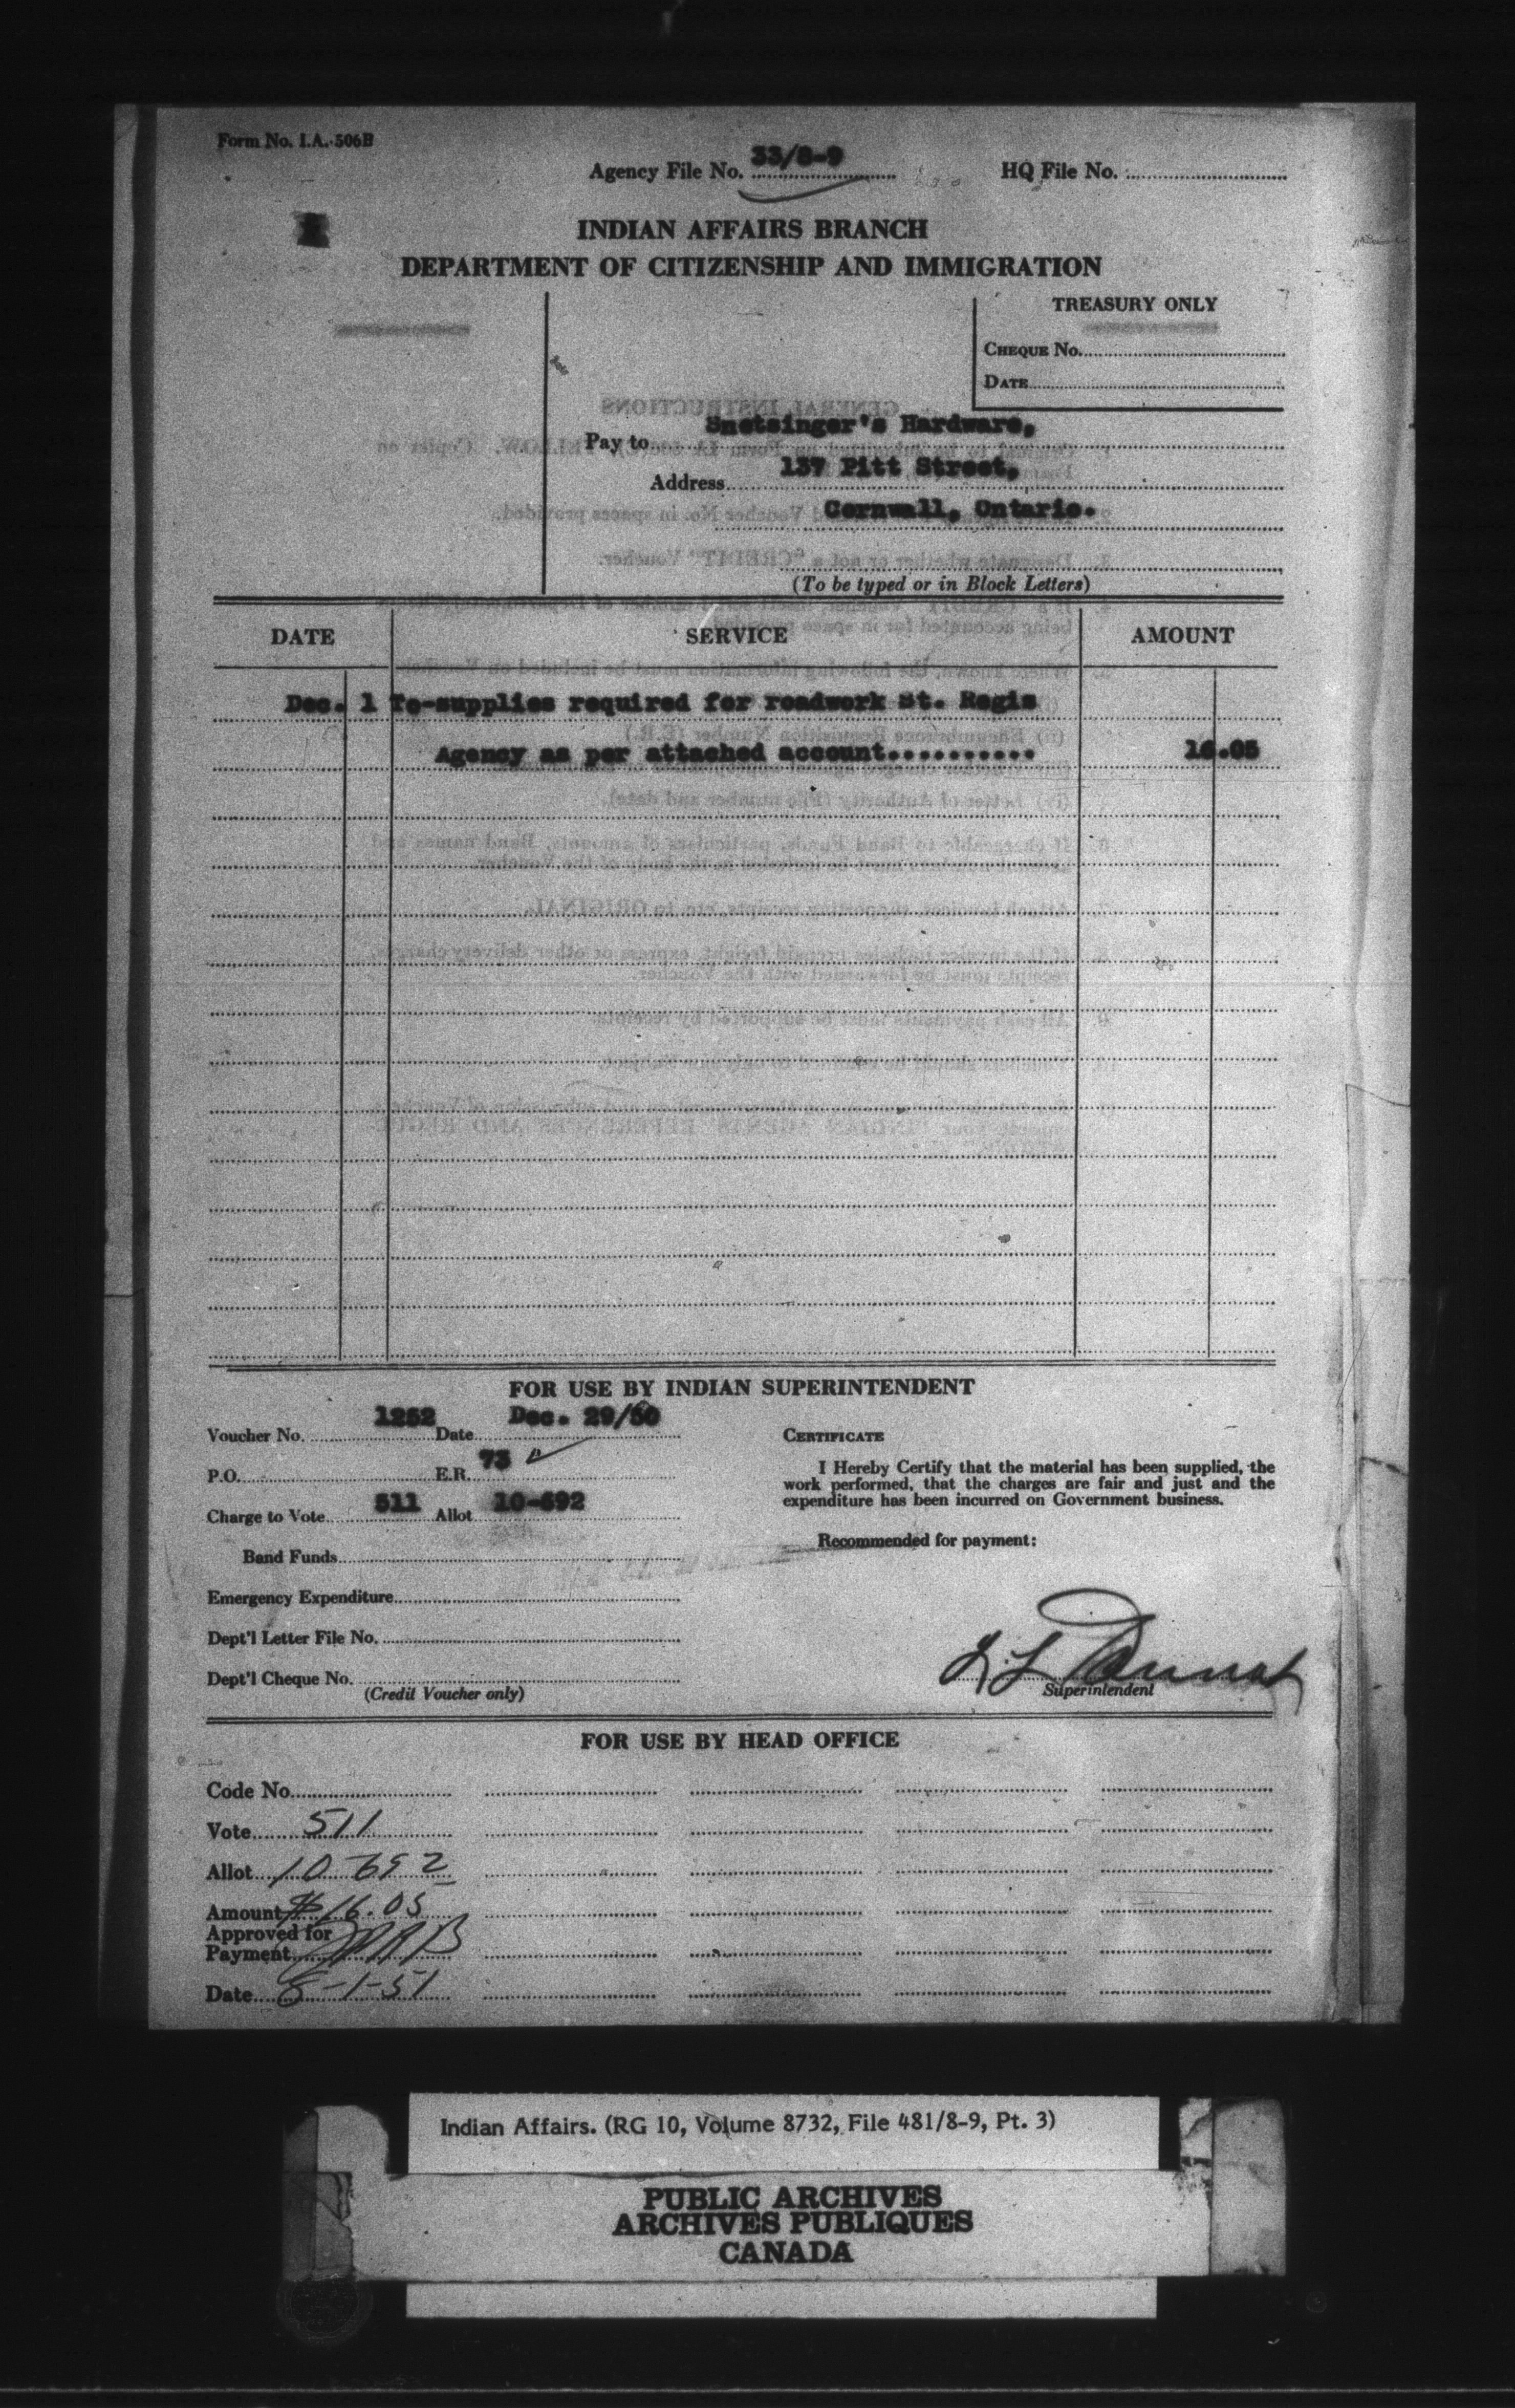 Form No. I.A. 506B
Agency File No. 33/8-9 HQ File No.
INDIAN AFFAIRS BRANCH
DEPARTMENT OF CITIZENSHIP AND IMMIGRATION
TREASURY ONLY
CHEQUE No.
DATE
Pay to Snetsinger's Hardware,
Address 137 Pitt Street,
Cornwall, Ontario.
(To be typed or in Block Letters)
DATE SERVICE AMOUNT
Dec. 1 To-supplies required for roadwork St. Regis
Agency as per attached account.......... 16.05
FOR USE BY INDIAN SUPERINTENDENT
Voucher No. 1252 Date Dec. 29/50
P.O. E.R. 73
Charge to Vote 511 Allot 10-692
Band Funds
Emergency Expenditure
Dept'l Letter File No.
Dept'l Cheque No.
(Credit Voucher only)
CERTIFICATE
I Hereby Certify that the material has been supplied, the
work performed, that the charges are fair and just and the
expenditure has been incurred on Government business.
Recommended for payment:
Superintendent
FOR USE BY HEAD OFFICE
Code No.
Vote 511
Allot 10 692
Amount $16.05
Approved for
Payment
Date 8-1-51
Indian Affairs. (RG 10, Volume 8732, File 481/8-9, Pt. 3)
PUBLIC ARCHIVES
ARCHIVES PUBLIQUES
CANADA